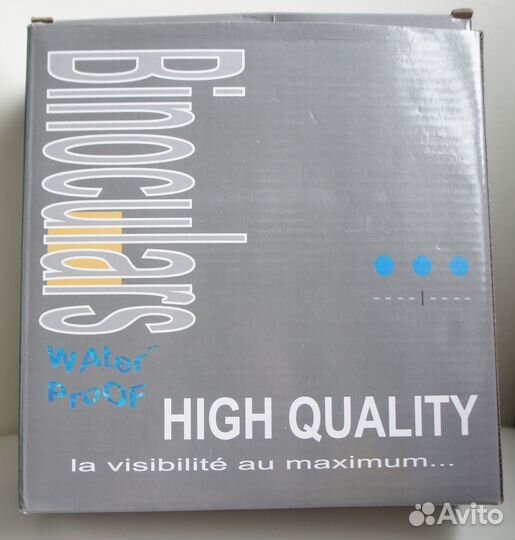 Binoculars
WAter
ProOF
HIGH QUALITY
la visibilité au maximum...
Avito